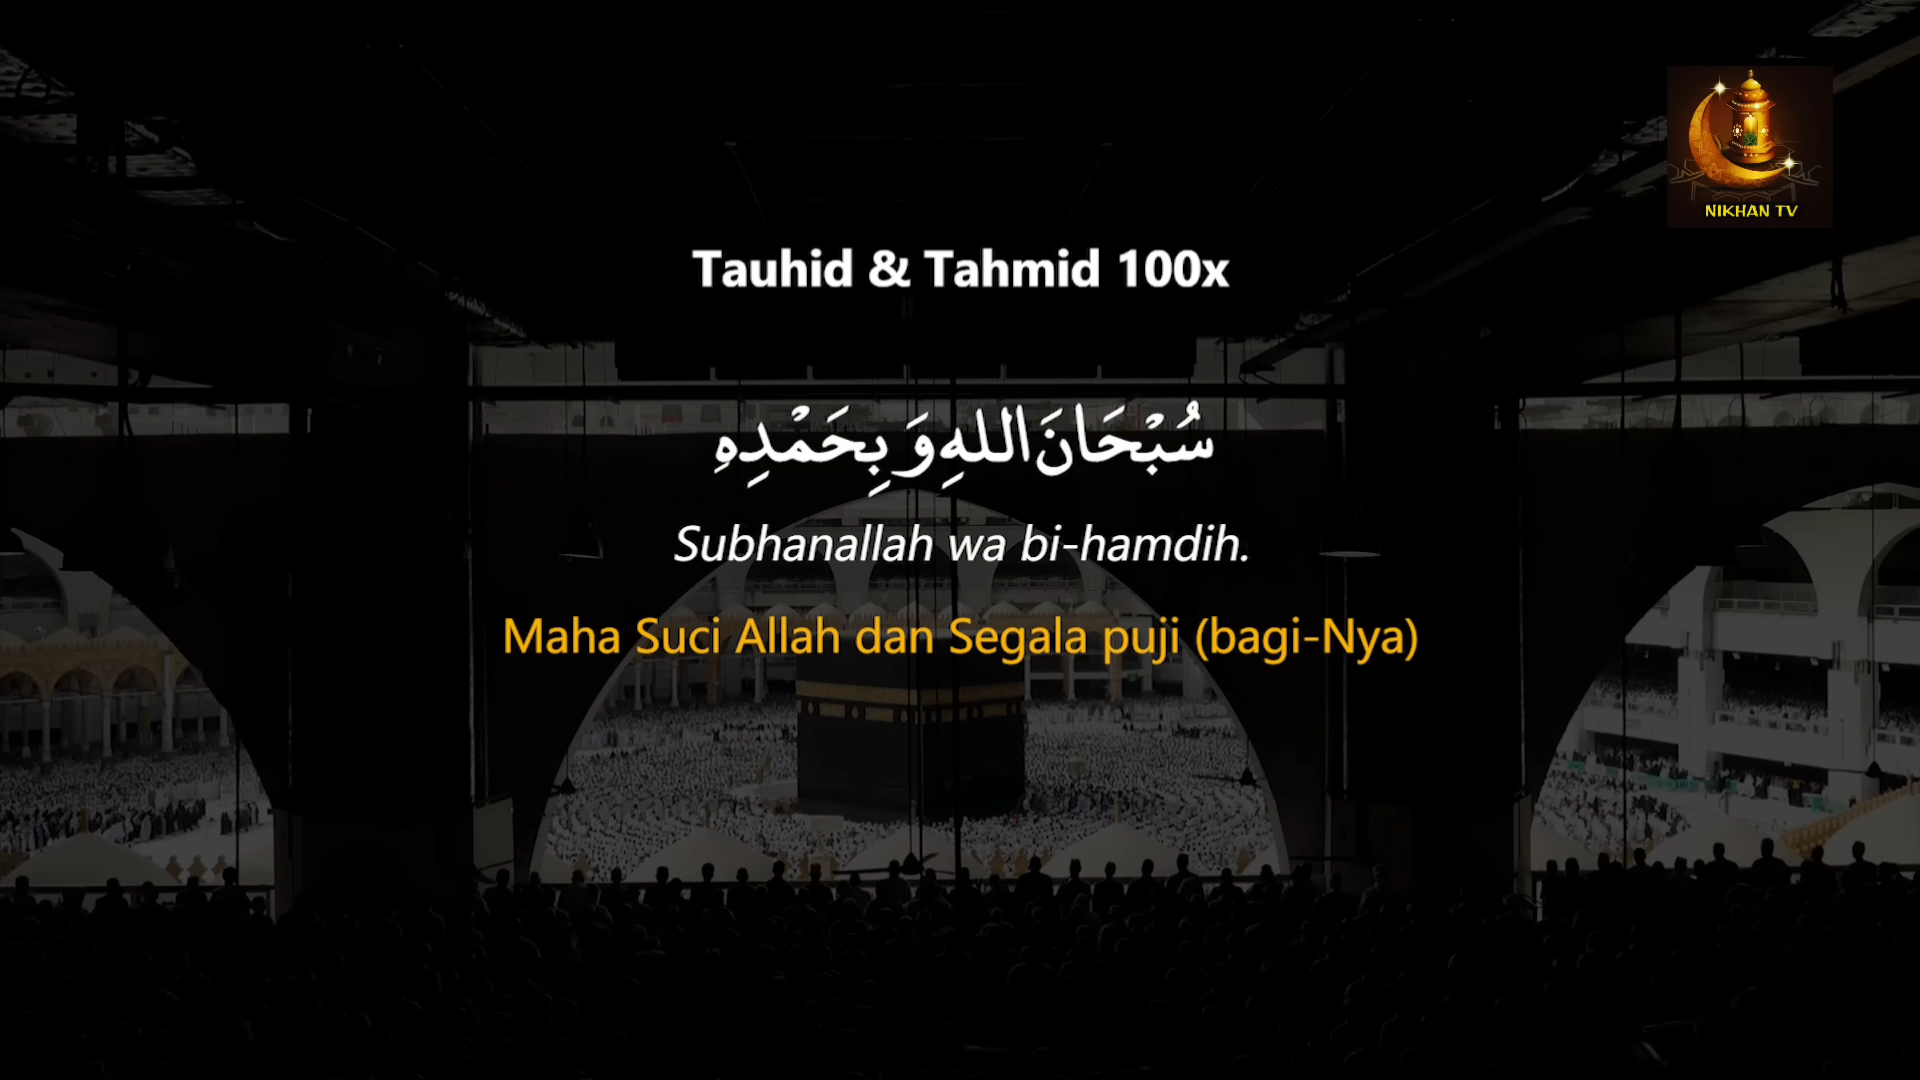 NIKHAN TV
Tauhid & Tahmid 100x
سُبْحَانَ اللهِ وَ بِحَمْدِهِ
Subhanallah wa bi-hamdih.
Maha Suci Allah dan Segala puji (bagi-Nya)